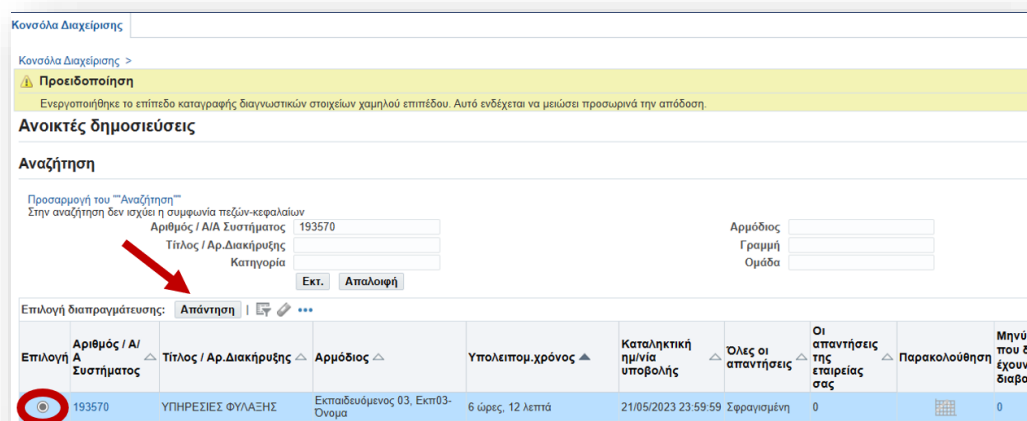 Κονσόλα Διαχείρισης
Κονσόλα Διαχείρισης >
Προειδοποίηση
Ενεργοποιήθηκε το επίπεδο καταγραφής διαγνωστικών στοιχείων χαμηλού επιπέδου. Αυτό ενδέχεται να μειώσει προσωρινά την απόδοση.
Ανοικτές δημοσιεύσεις
Αναζήτηση
Προσαρμογή του ""Αναζήτηση""
Στην αναζήτηση δεν ισχύει η συμφωνία πεζών-κεφαλαίων
Αριθμός / Α/Α Συστήματος 193570 Αρμόδιος
Τίτλος / Αρ.Διακήρυξης Γραμμή
Κατηγορία Ομάδα
Εκτ. Απαλοιφή
Επιλογή διαπραγμάτευσης: Απάντηση | •••
Επιλογή Αριθμός / Α/Α Συστήματος Τίτλος / Αρ.Διακήρυξης Αρμόδιος Υπολειπομ.χρόνος Καταληκτική ημ/νία υποβολής Όλες οι απαντήσεις Οι απαντήσεις της εταιρείας σας Παρακολούθηση
193570 ΥΠΗΡΕΣΙΕΣ ΦΥΛΑΞΗΣ Εκπαιδευόμενος 03, Εκπ03-Όνομα 6 ώρες, 12 λεπτά 21/05/2023 23:59:59 Σφραγισμένη 0 0